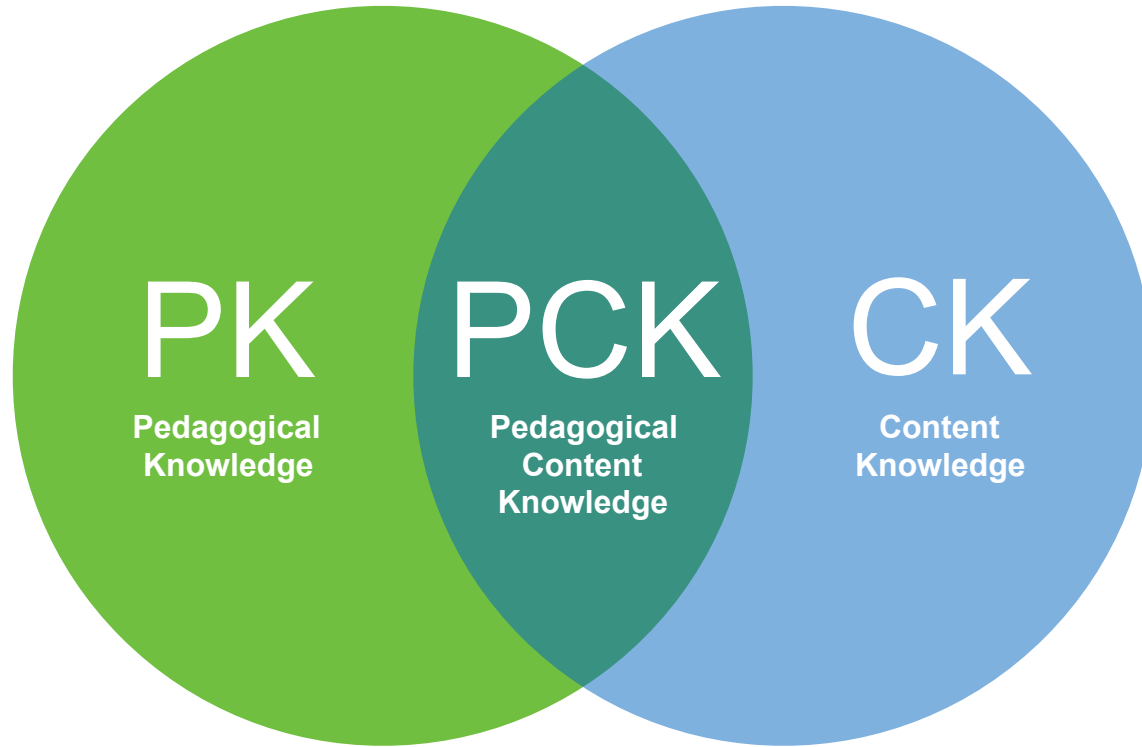 PK
Pedagogical
Knowledge
PCK
Pedagogical
Content
Knowledge
CK
Content
Knowledge